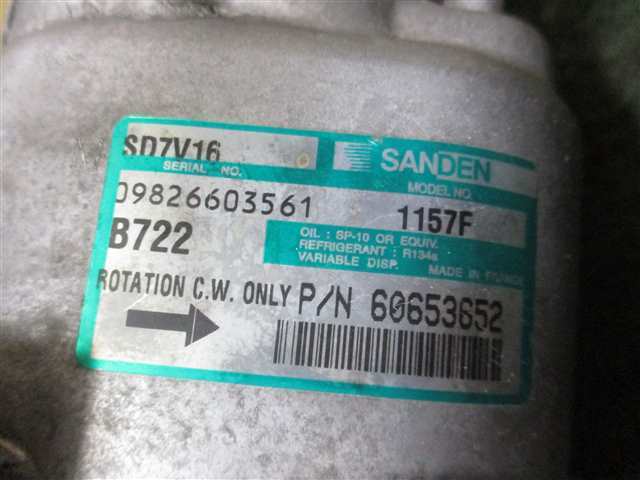 SD7V16
SANDEN
SERIAL NO.
MODEL NO.
09826603561
1157F
B722
OIL : SP-10 OR EQUIV.
REFRIGERANT : R134a
VARIABLE DISP. MADE IN FRANCE
ROTATION C.W. ONLY
P/N 60653652